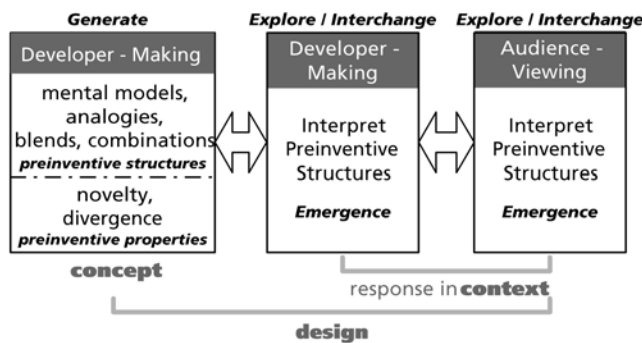 Generate
Developer - Making
mental models,
analogies,
blends, combinations
preinventive structures
novelty,
divergence
preinventive properties
concept
Explore / Interchange
Developer -
Making
Interpret
Preinventive
Structures
Emergence
Explore / Interchange
Audience -
Viewing
Interpret
Preinventive
Structures
Emergence
response in context
design